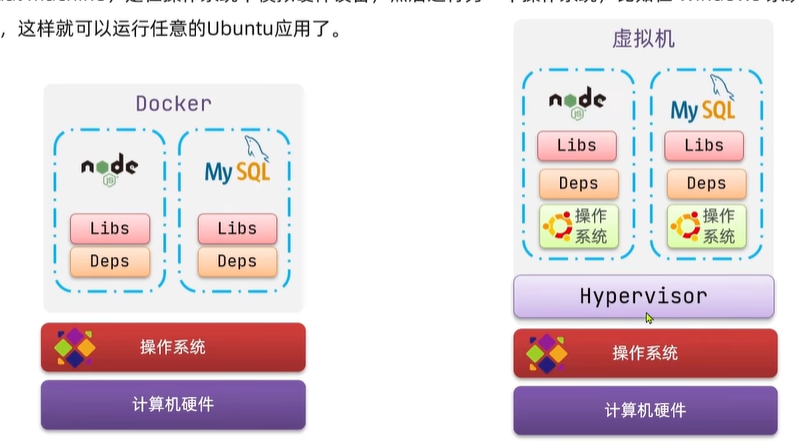 ，这样就可以运行任意的Ubuntu应用了。
虚拟机
Docker
node
JS
MySQL
Libs
Libs
Deps
Deps
操作系统
计算机硬件
node
JS
MySQL
Libs
Libs
Deps
Deps
操作
系统
操作
系统
Hypervisor
操作系统
计算机硬件